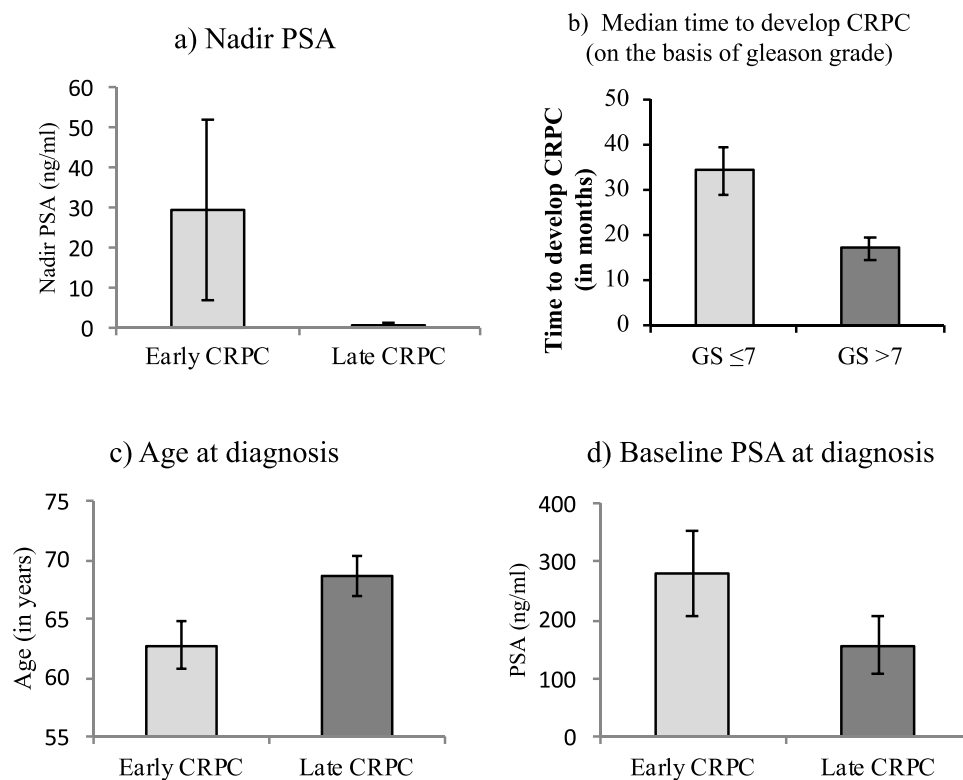 a) Nadir PSA
Nadir PSA (ng/ml)
60
50
40
30
20
10
0
Early CRPC Late CRPC
b) Median time to develop CRPC
(on the basis of gleason grade)
Time to develop CRPC
(in months)
50
40
30
20
10
0
GS ≤7 GS >7
c) Age at diagnosis
Age (in years)
75
70
65
60
55
Early CRPC Late CRPC
d) Baseline PSA at diagnosis
PSA (ng/ml)
400
300
200
100
0
Early CRPC Late CRPC